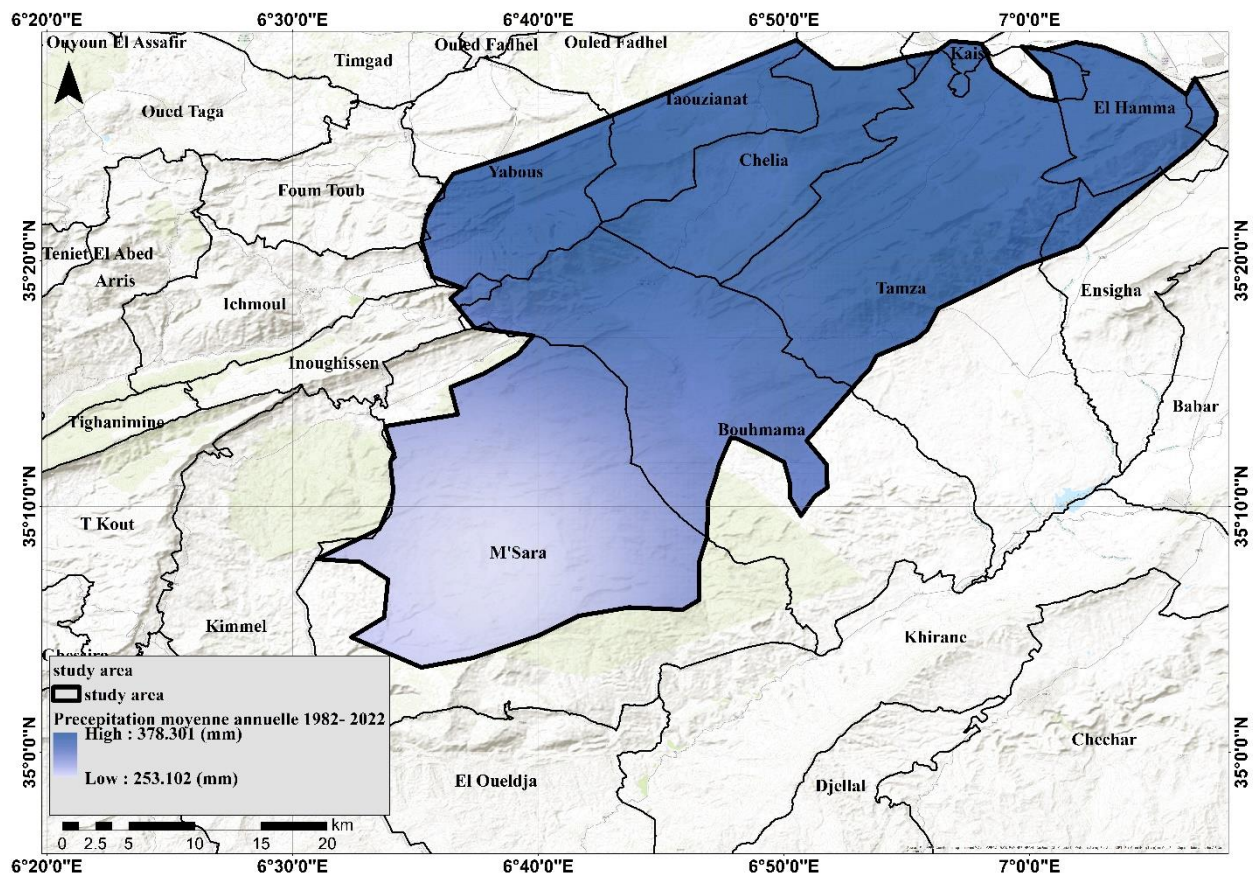 6°20'0"E 6°30'0"E 6°40'0"E 6°50'0"E 7°0'0"E
Ouyoun El Assafir
Ouled Fadhel Ouled Fadhel
Timgad
Kais
Taouzianat
El Hamma
Oued Taga
Chelia
Yabous
Foum Toub
Teniet El Abed
35°20'0"N 35°20'0"N
Arris
Tamza
Ensigha
Ichmoul
Inoughissen
Babar
Tighanimine
Bouhmama
35°10'0"N 35°10'0"N
T Kout
M'Sara
Kimmel
Khirane
study area
study area
Precepitation moyenne annuelle 1982- 2022
High : 378.301 (mm)
Low : 253.102 (mm)
35°0'0"N 35°0'0"N
Chechar
El Oueldja
Djellal
km
0 2.5 5 10 15 20
6°20'0"E 6°30'0"E 6°40'0"E 6°50'0"E 7°0'0"E